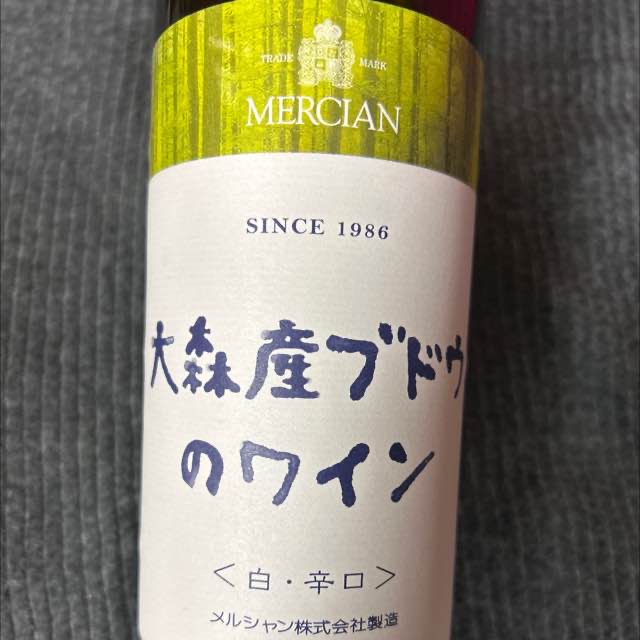 TRADE MARK
MERCIAN
SINCE 1986
大森産ブドウ
のワイン
<白・辛口>
メルシャン株式会社製造